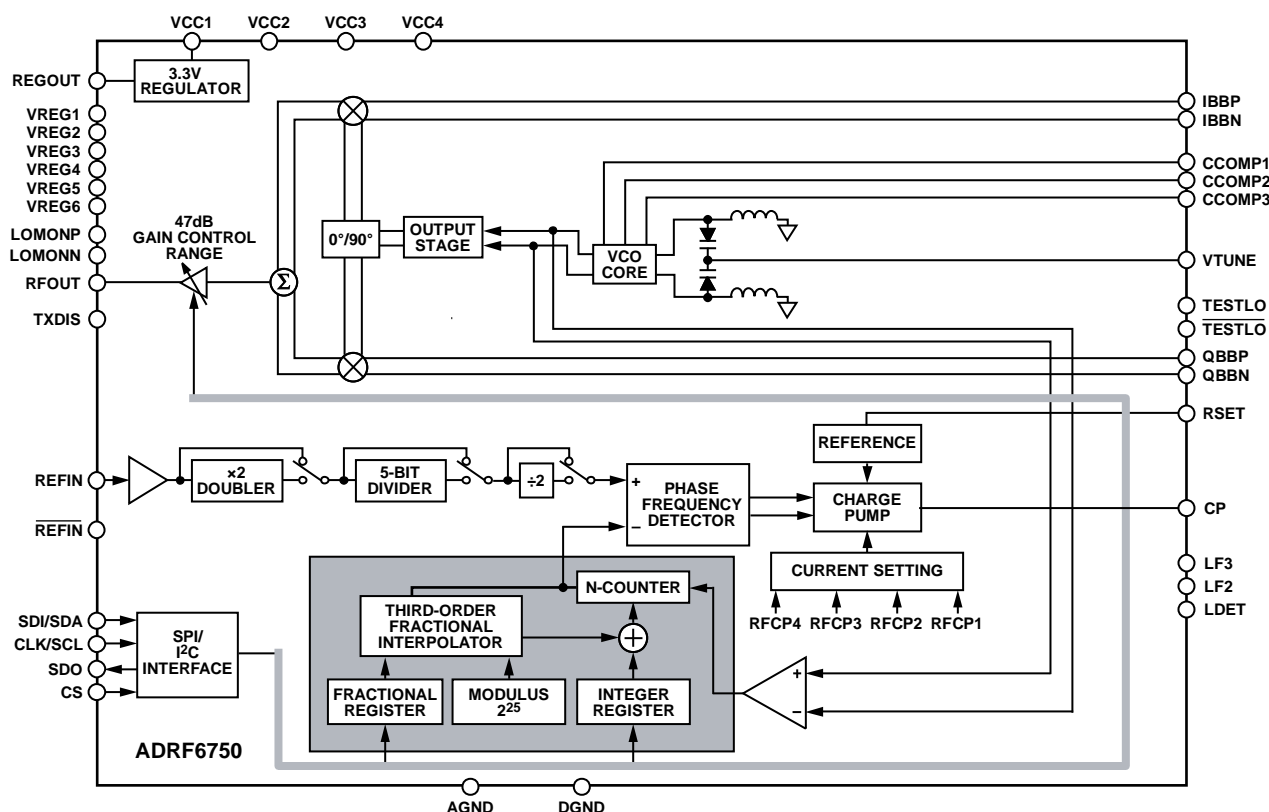 VCC1 VCC2 VCC3 VCC4
REGOUT
3.3V
REGULATOR
VREG1
VREG2
VREG3
VREG4
VREG5
VREG6
LOMONP
LOMONN
RFOUT
TXDIS
47dB
GAIN CONTROL
RANGE
Σ
0°/90°
OUTPUT
STAGE
VCO
CORE
IBBP
IBBN
CCOMP1
CCOMP2
CCOMP3
VTUNE
TESTLO
TESTLO
QBBP
QBBN
RSET
REFIN
REFIN
×2
DOUBLER
5-BIT
DIVIDER
÷2
+
–
PHASE
FREQUENCY
DETECTOR
REFERENCE
CHARGE
PUMP
CP
CURRENT SETTING
RFCP4 RFCP3 RFCP2 RFCP1
LF3
LF2
LDET
SDI/SDA
CLK/SCL
SDO
CS
SPI/
I2C
INTERFACE
THIRD-ORDER
FRACTIONAL
INTERPOLATOR
N-COUNTER
+
FRACTIONAL
REGISTER
MODULUS
2^25
INTEGER
REGISTER
+
–
ADRF6750
AGND DGND